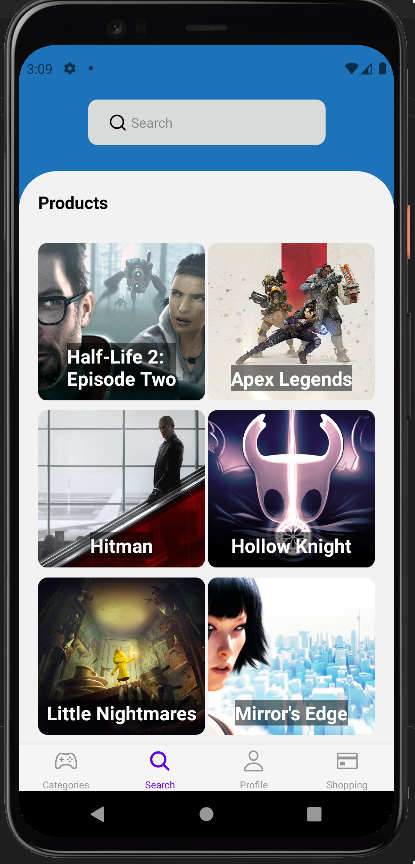 3:09
Search
Products
Half-Life 2:
Episode Two
Apex Legends
Hitman
Hollow Knight
Little Nightmares
Mirror's Edge
Categories
Search
Profile
Shopping